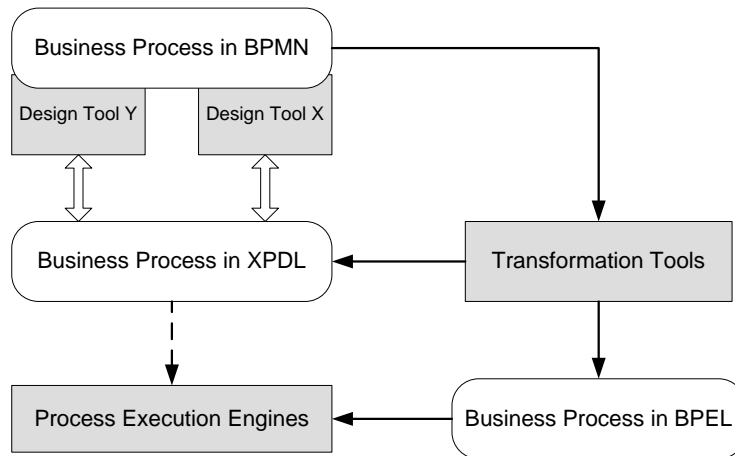 Business Process in BPMN
Design Tool Y
Design Tool X
Business Process in XPDL
Transformation Tools
Process Execution Engines
Business Process in BPEL